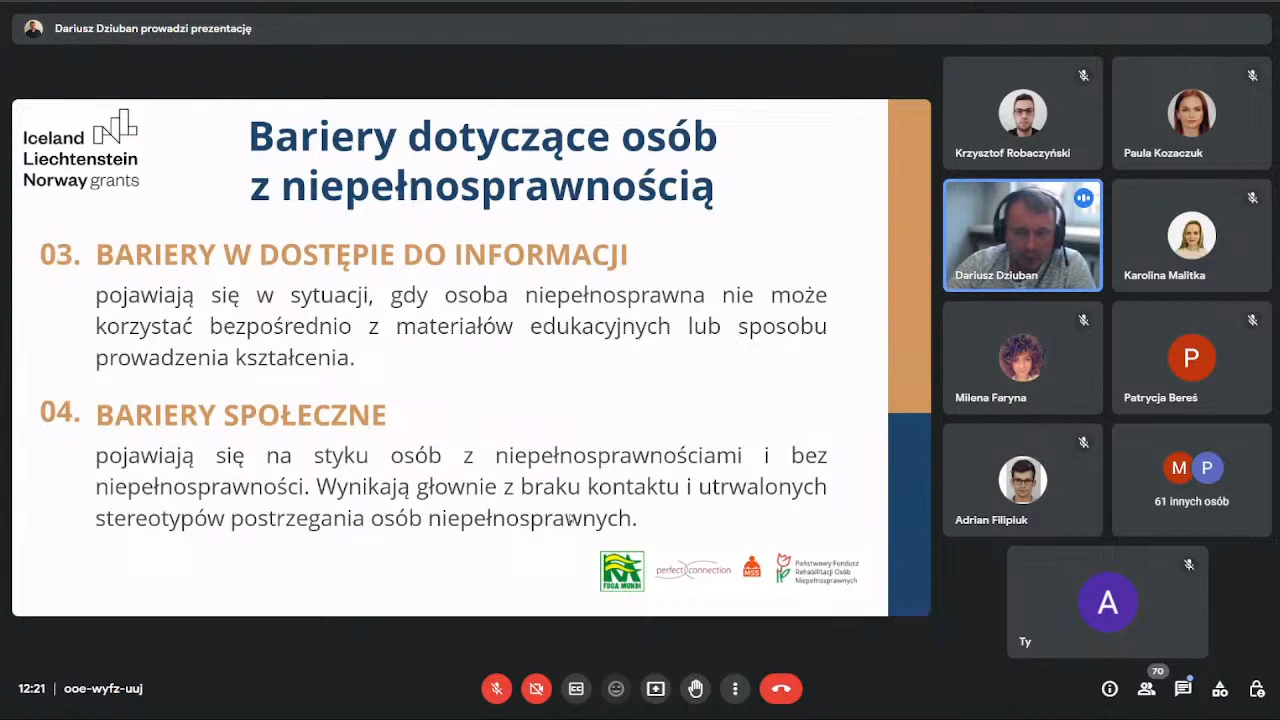 Dariusz Dziuban prowadzi prezentację
Iceland
Liechtenstein
Norway grants
Bariery dotyczące osób
z niepełnosprawnością
03. BARIERY W DOSTĘPIE DO INFORMACJI
pojawiają się w sytuacji, gdy osoba niepełnosprawna nie może
korzystać bezpośrednio z materiałów edukacyjnych lub sposobu
prowadzenia kształcenia.
04. BARIERY SPOŁECZNE
pojawiają się na styku osób z niepełnosprawnościami i bez
niepełnosprawności. Wynikają głownie z braku kontaktu i utrwalonych
stereotypów postrzegania osób niepełnosprawnych.
FUGA MUNDI
perfect connection
MSS
Państwowy Fundusz
Rehabilitacji Osób
Niepełnosprawnych
Krzysztof Robaczyński
Paula Kozaczuk
Dariusz Dziuban
Karolina Malitka
Milena Faryna
P
Patrycja Bereś
Adrian Filipiuk
M P
61 innych osób
A
Ty
12:21 | ooe-wyfz-uuj
CC
70